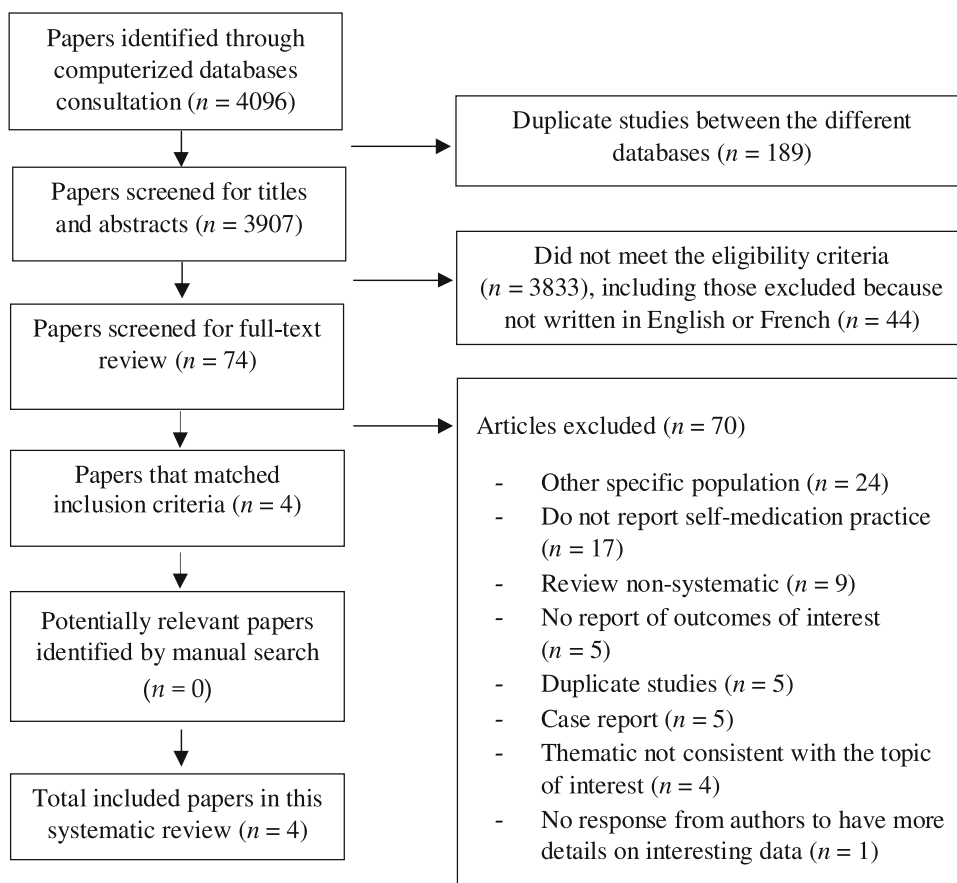 Papers identified through
computerized databases
consultation (n = 4096)
Duplicate studies between the different
databases (n = 189)
Papers screened for titles
and abstracts (n = 3907)
Did not meet the eligibility criteria
(n = 3833), including those excluded because
not written in English or French (n = 44)
Papers screened for full-text
review (n = 74)
Articles excluded (n = 70)
- Other specific population (n = 24)
- Do not report self-medication practice
(n = 17)
- Review non-systematic (n = 9)
- No report of outcomes of interest
(n = 5)
- Duplicate studies (n = 5)
- Case report (n = 5)
- Thematic not consistent with the topic
of interest (n = 4)
- No response from authors to have more
details on interesting data (n = 1)
Papers that matched
inclusion criteria (n = 4)
Potentially relevant papers
identified by manual search
(n = 0)
Total included papers in this
systematic review (n = 4)